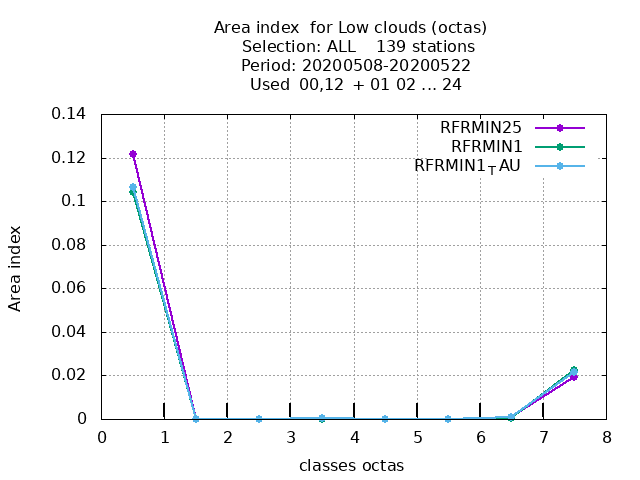 Area index  for Low clouds (octas)
Selection: ALL    139 stations
Period: 20200508-20200522
Used  00,12  + 01 02 ... 24
RFRMIN25
RFRMIN1
RFRMIN1TAU
0.14
0.12
0.1
0.08
0.06
0.04
0.02
0
Area index
0 1 2 3 4 5 6 7 8
classes octas